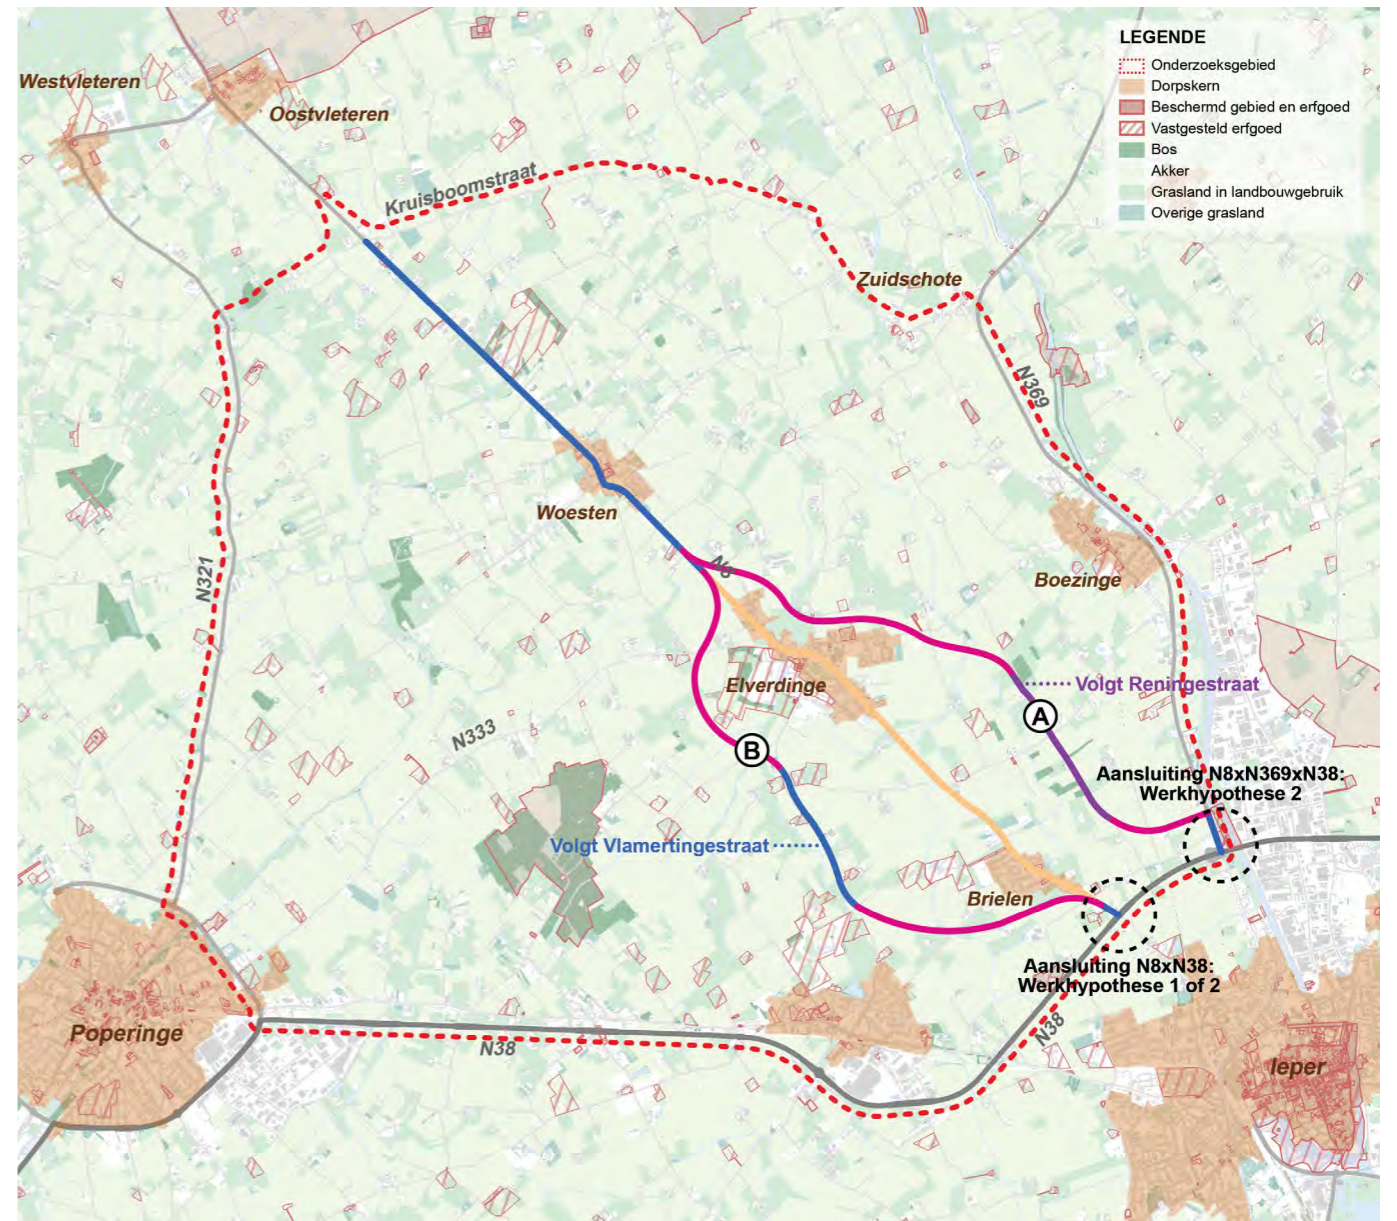 LEGENDE
Onderzoeksgebied
Dorpskern
Beschermd gebied en erfgoed
Vastgesteld erfgoed
Bos
Akker
Grasland in landbouwgebruik
Overige grasland
Westvleteren
Oostvleteren
Kruisboomstraat
Zuidschote
N369
Woesten
N8
N321
Boezinge
Elverdinge
Volgt Reningestraat
A
N333
B
Aansluiting N8xN369xN38:
Werkhypothese 2
Volgt Vlamertingestraat
Brielen
Aansluiting N8xN38:
Werkhypothese 1 of 2
Poperinge
N38
N38
Ieper